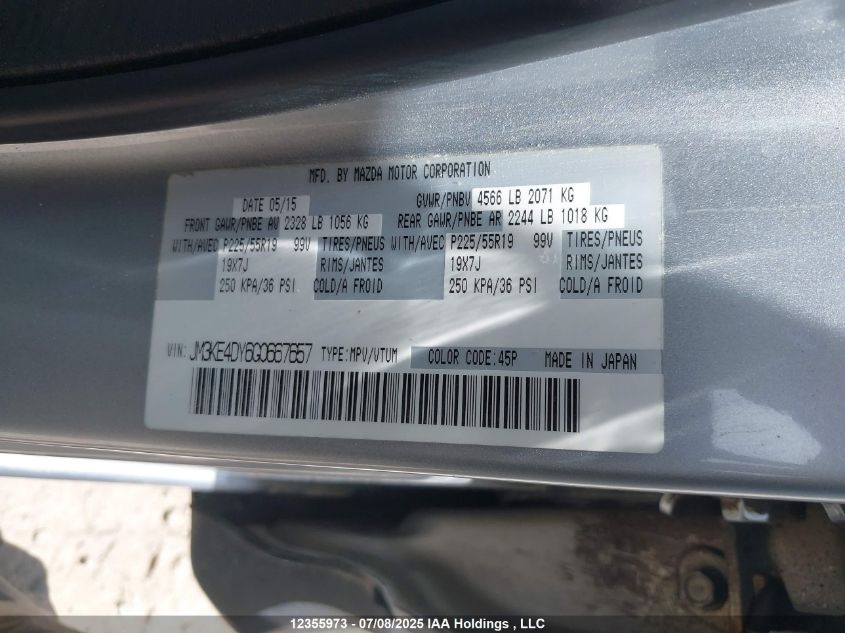 MFD. BY MAZDA MOTOR CORPORATION
DATE 05/15 GVWR/PNBV 4566 LB 2071 KG
FRONT GAWR/PNBE AV 2328 LB 1056 KG REAR GAWR/PNBE AR 2244 LB 1018 KG
WITH/AVEC P225/55R19 99V TIRES/PNEUS WITH/AVEC P225/55R19 99V TIRES/PNEUS
19X7J RIMS/JANTES 19X7J RIMS/JANTES
250 KPA/36 PSI COLD/A FROID 250 KPA/36 PSI COLD/A FROID
VIN: JM3KE4DY6G0667657 TYPE:MPV/VTUM COLOR CODE:45P MADE IN JAPAN
12355973 - 07/08/2025 IAA Holdings , LLC